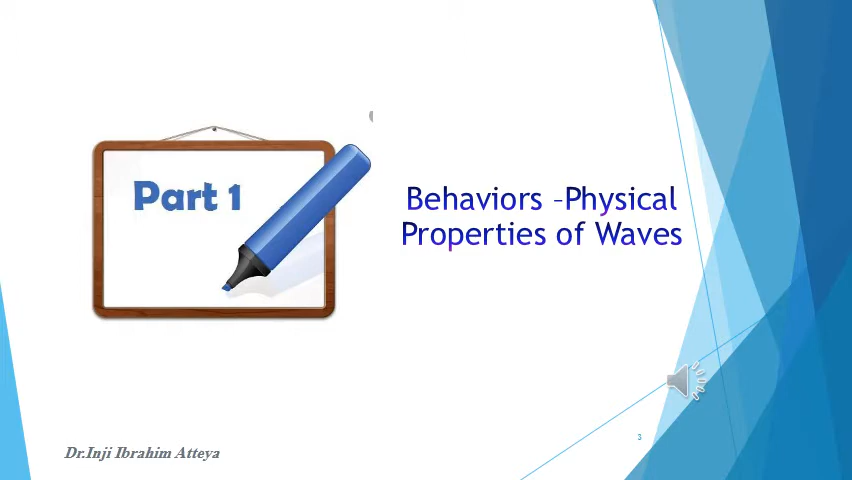 Part 1
Behaviors –Physical
Properties of Waves
3
Dr.Inji Ibrahim Atteya